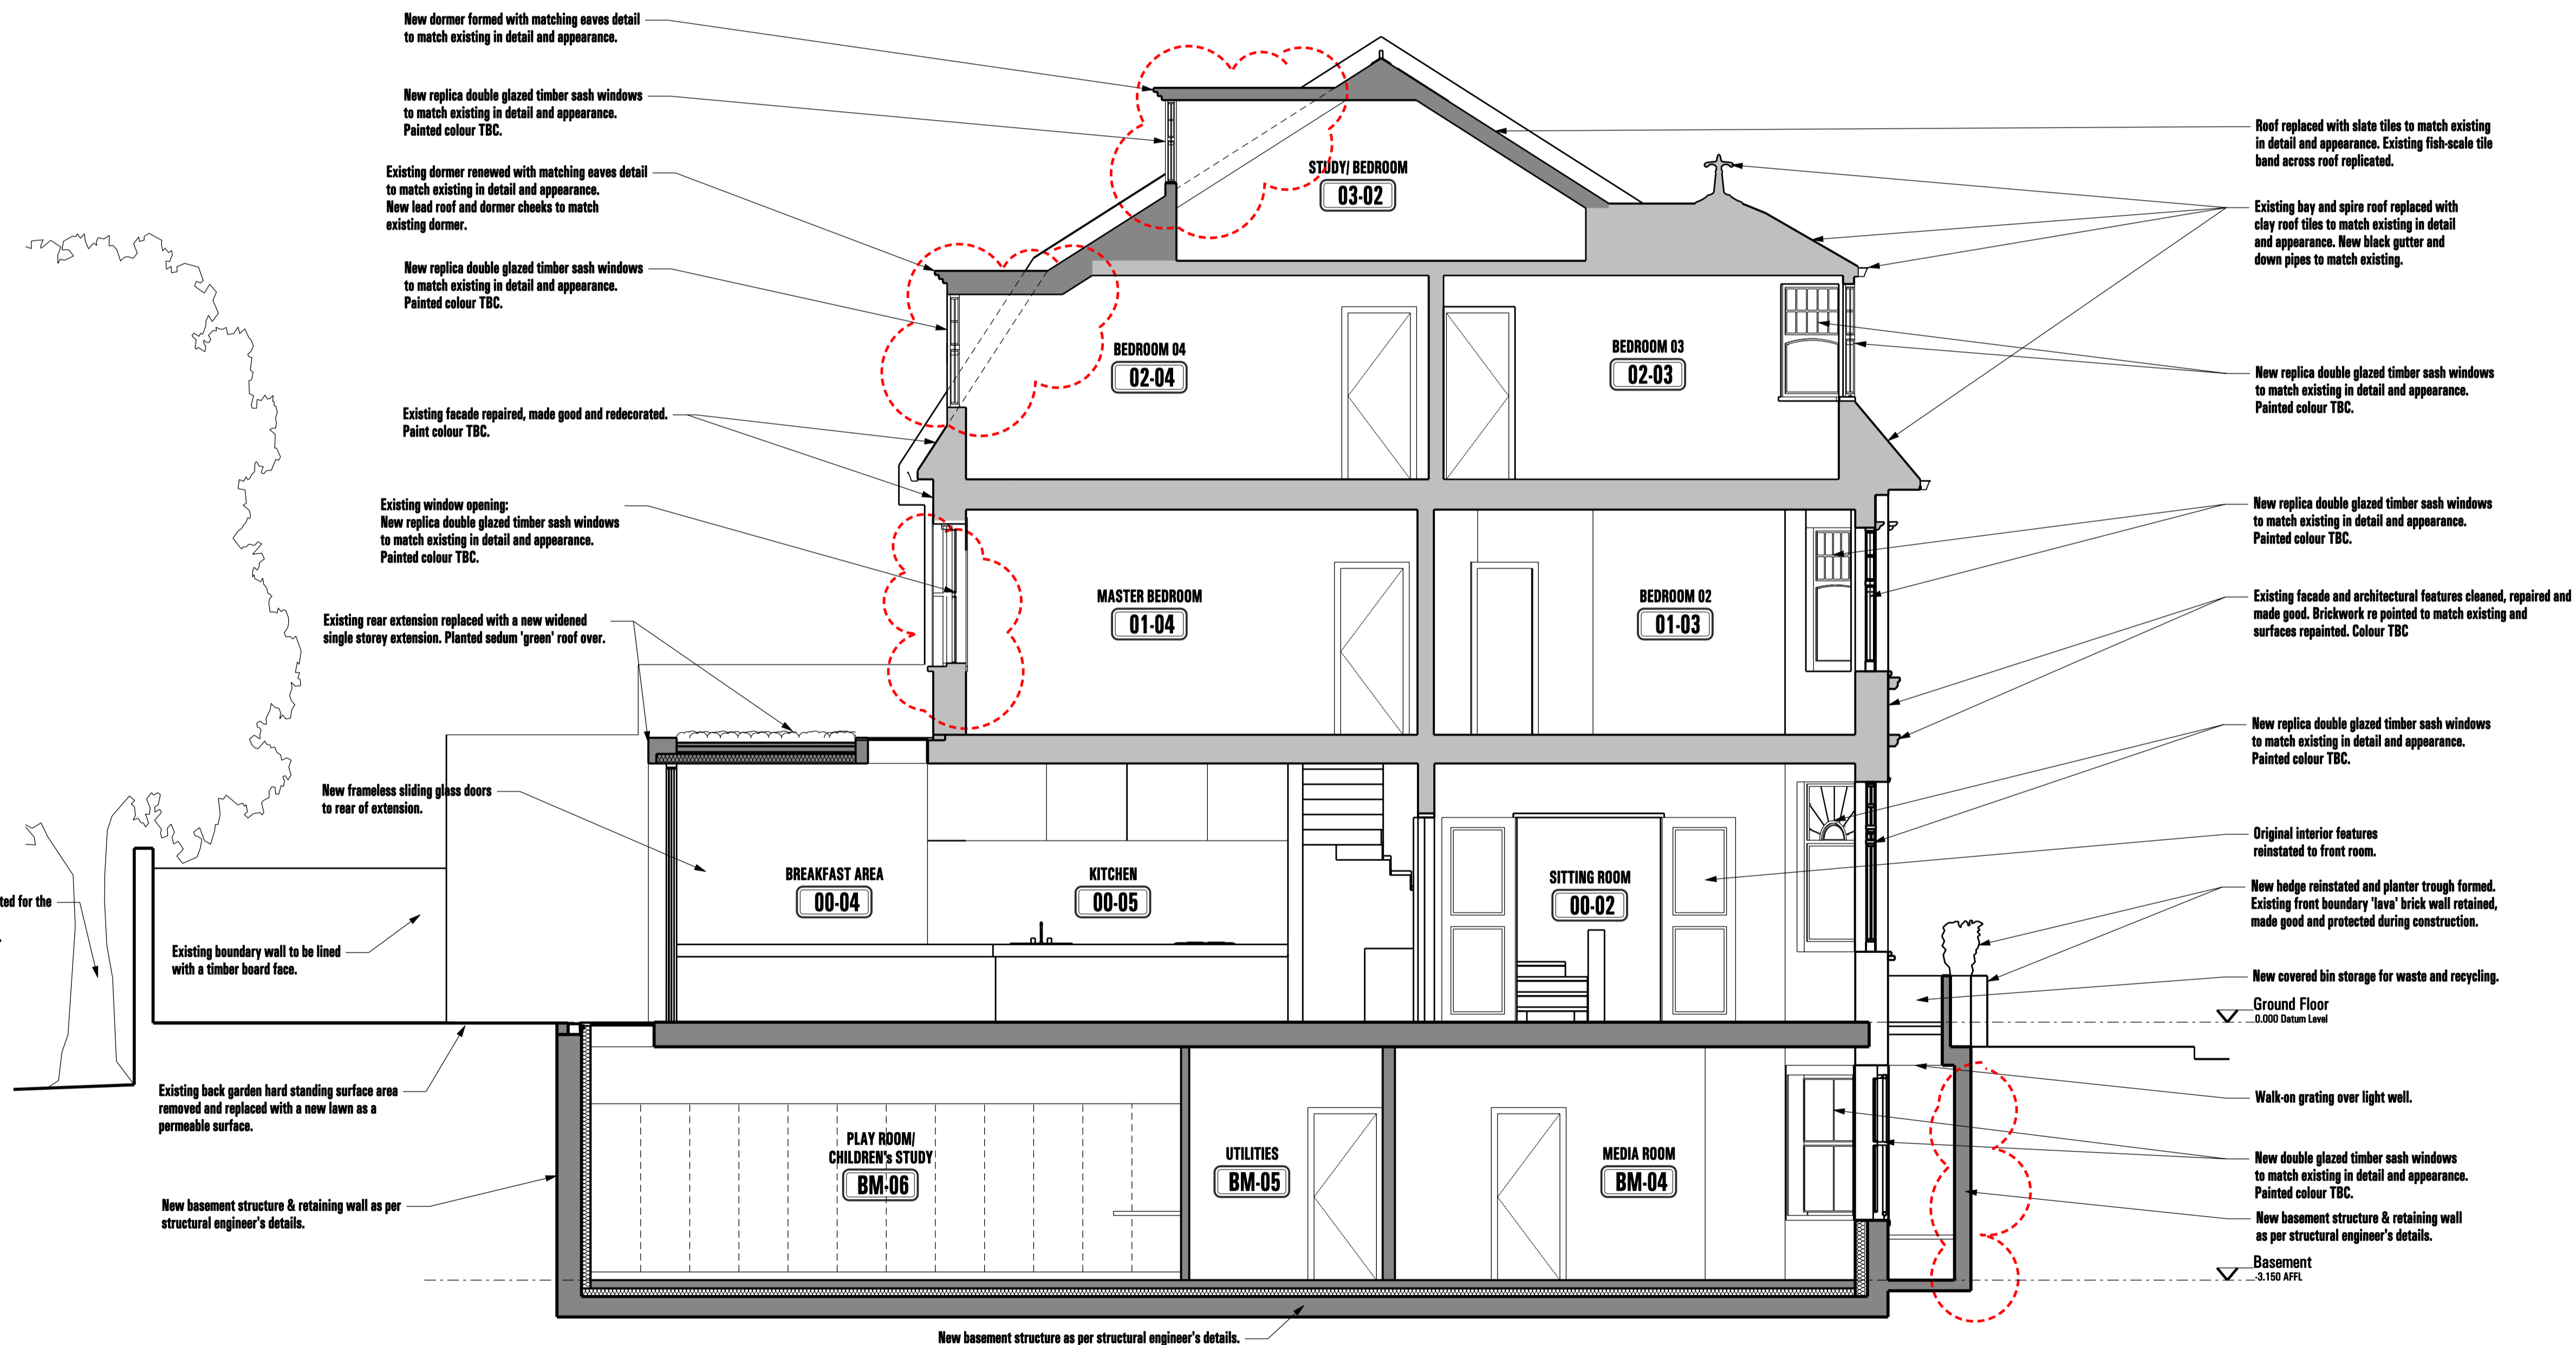 New dormer formed with matching eaves detail
to match existing in detail and appearance.
New replica double glazed timber sash windows
to match existing in detail and appearance.
Painted colour TBC.
Existing dormer renewed with matching eaves detail
to match existing in detail and appearance.
New lead roof and dormer cheeks to match
existing dormer.
New replica double glazed timber sash windows
to match existing in detail and appearance.
Painted colour TBC.
Existing facade repaired, made good and redecorated.
Paint colour TBC.
Existing window opening:
New replica double glazed timber sash windows
to match existing in detail and appearance.
Painted colour TBC.
Existing rear extension replaced with a new widened
single storey extension. Planted sedum 'green' roof over.
New frameless sliding glass doors
to rear of extension.
ted for the
Existing boundary wall to be lined
with a timber board face.
Existing back garden hard standing surface area
removed and replaced with a new lawn as a
permeable surface.
New basement structure & retaining wall as per
structural engineer's details.
New basement structure as per structural engineer's details.
STUDY/ BEDROOM
03-02
BEDROOM 04
02-04
BEDROOM 03
02-03
MASTER BEDROOM
01-04
BEDROOM 02
01-03
BREAKFAST AREA
00-04
KITCHEN
00-05
SITTING ROOM
00-02
PLAY ROOM/
CHILDREN's STUDY
BM-06
UTILITIES
BM-05
MEDIA ROOM
BM-04
Roof replaced with slate tiles to match existing
in detail and appearance. Existing fish-scale tile
band across roof replicated.
Existing bay and spire roof replaced with
clay roof tiles to match existing in detail
and appearance. New black gutter and
down pipes to match existing.
New replica double glazed timber sash windows
to match existing in detail and appearance.
Painted colour TBC.
New replica double glazed timber sash windows
to match existing in detail and appearance.
Painted colour TBC.
Existing facade and architectural features cleaned, repaired and
made good. Brickwork re pointed to match existing and
surfaces repainted. Colour TBC
New replica double glazed timber sash windows
to match existing in detail and appearance.
Painted colour TBC.
Original interior features
reinstated to front room.
New hedge reinstated and planter trough formed.
Existing front boundary 'lava' brick wall retained,
made good and protected during construction.
New covered bin storage for waste and recycling.
Ground Floor
0.000 Datum Level
Walk-on grating over light well.
New double glazed timber sash windows
to match existing in detail and appearance.
Painted colour TBC.
New basement structure & retaining wall
as per structural engineer's details.
Basement
-3.150 AFFL